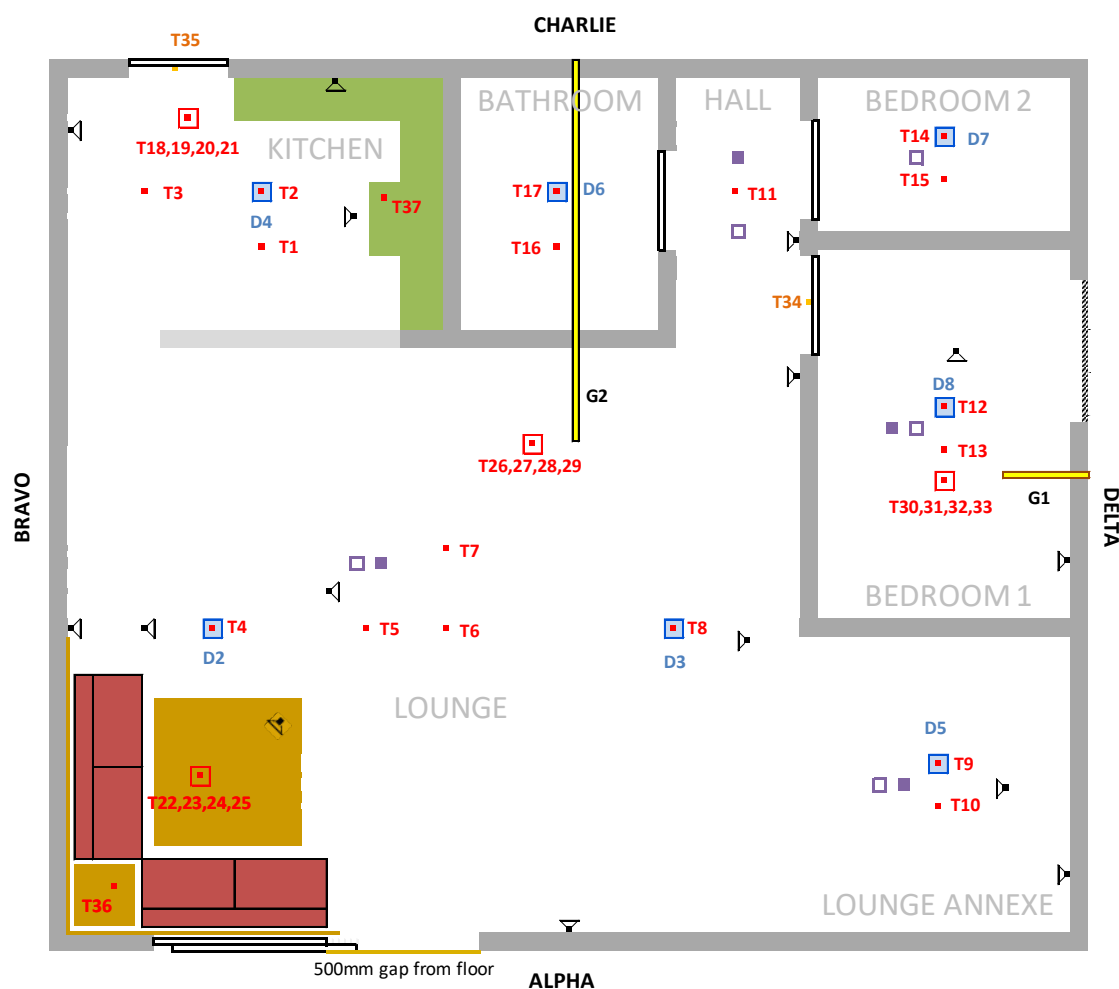 CHARLIE
T35
BATHROOM
HALL
BEDROOM 2
T18,19,20,21
KITCHEN
T14
D7
T15
T3
T2
T37
T17
D6
T11
D4
T1
T16
T34
G2
D8
T12
T13
T26,27,28,29
T30,31,32,33
G1
BRAVO
DELTA
T7
BEDROOM 1
T4
T5
T6
T8
D2
D3
LOUNGE
D5
T9
T22,23,24,25
T10
T36
LOUNGE ANNEXE
500mm gap from floor
ALPHA